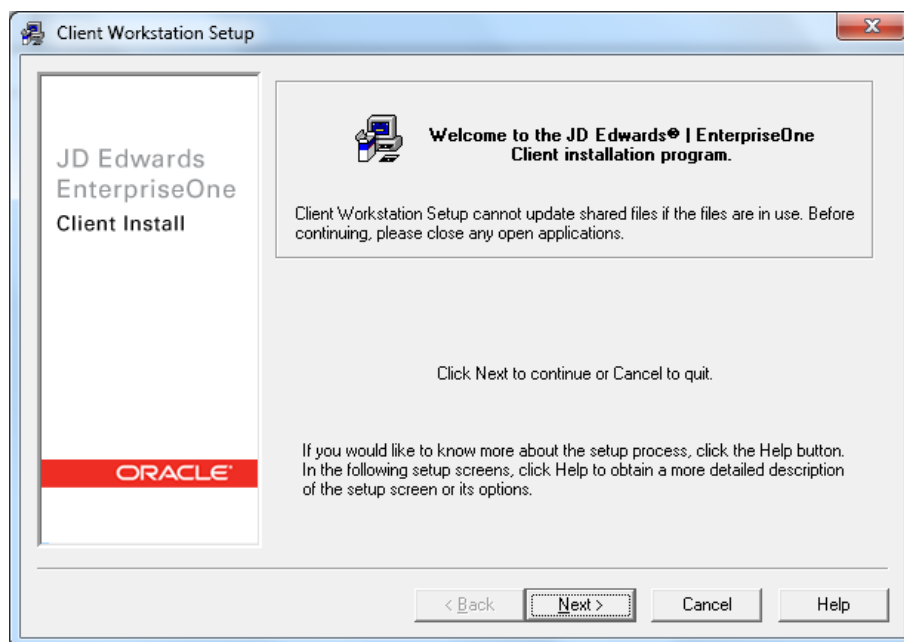 Client Workstation Setup
JD Edwards
EnterpriseOne
Client Install
ORACLE®
Welcome to the JD Edwards® | EnterpriseOne
Client installation program.
Client Workstation Setup cannot update shared files if the files are in use. Before
continuing, please close any open applications.
Click Next to continue or Cancel to quit.
If you would like to know more about the setup process, click the Help button.
In the following setup screens, click Help to obtain a more detailed description
of the setup screen or its options.
< Back
Next >
Cancel
Help